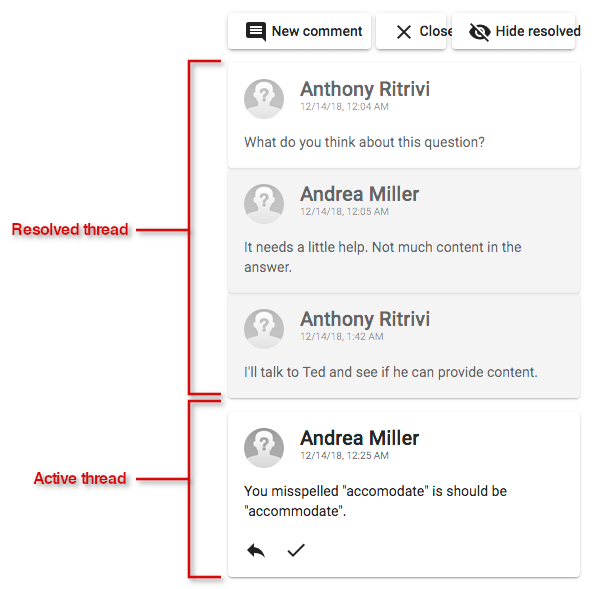 New comment
Close
Hide resolved
Anthony Ritrivi
12/14/18, 12:04 AM
What do you think about this question?
Andrea Miller
12/14/18, 12:05 AM
Resolved thread
It needs a little help. Not much content in the
answer.
Anthony Ritrivi
12/14/18, 1:42 AM
I'll talk to Ted and see if he can provide content.
Andrea Miller
12/14/18, 12:25 AM
Active thread
You misspelled "accomodate" is should be
"accommodate".